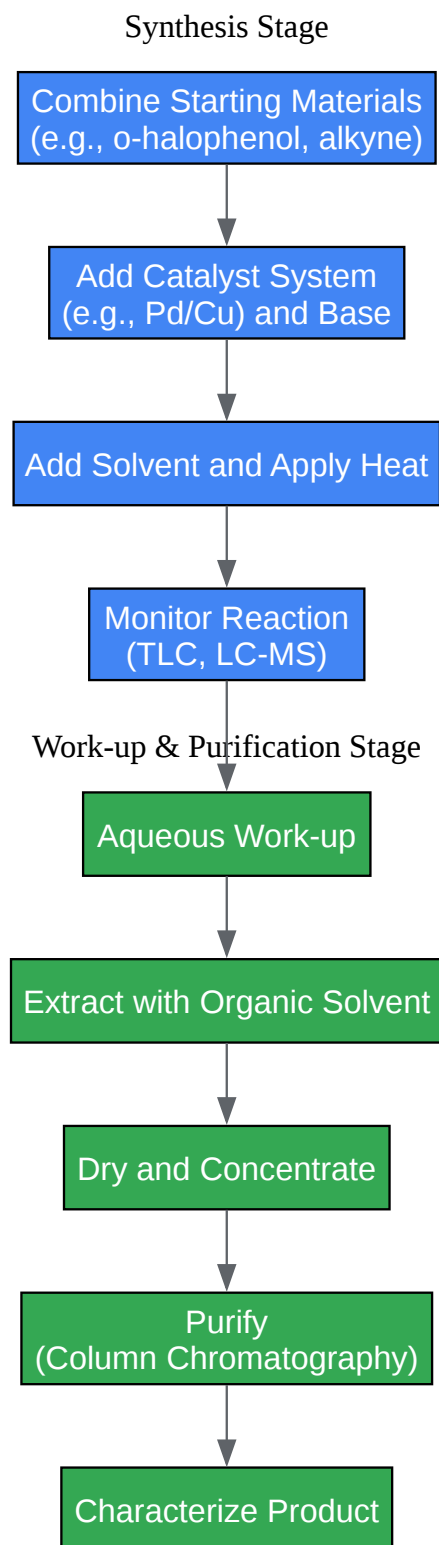 Synthesis Stage
Combine Starting Materials
(e.g., o-halophenol, alkyne)
Add Catalyst System
(e.g., Pd/Cu) and Base
Add Solvent and Apply Heat
Monitor Reaction
(TLC, LC-MS)
Work-up & Purification Stage
Aqueous Work-up
Extract with Organic Solvent
Dry and Concentrate
Purify
(Column Chromatography)
Characterize Product